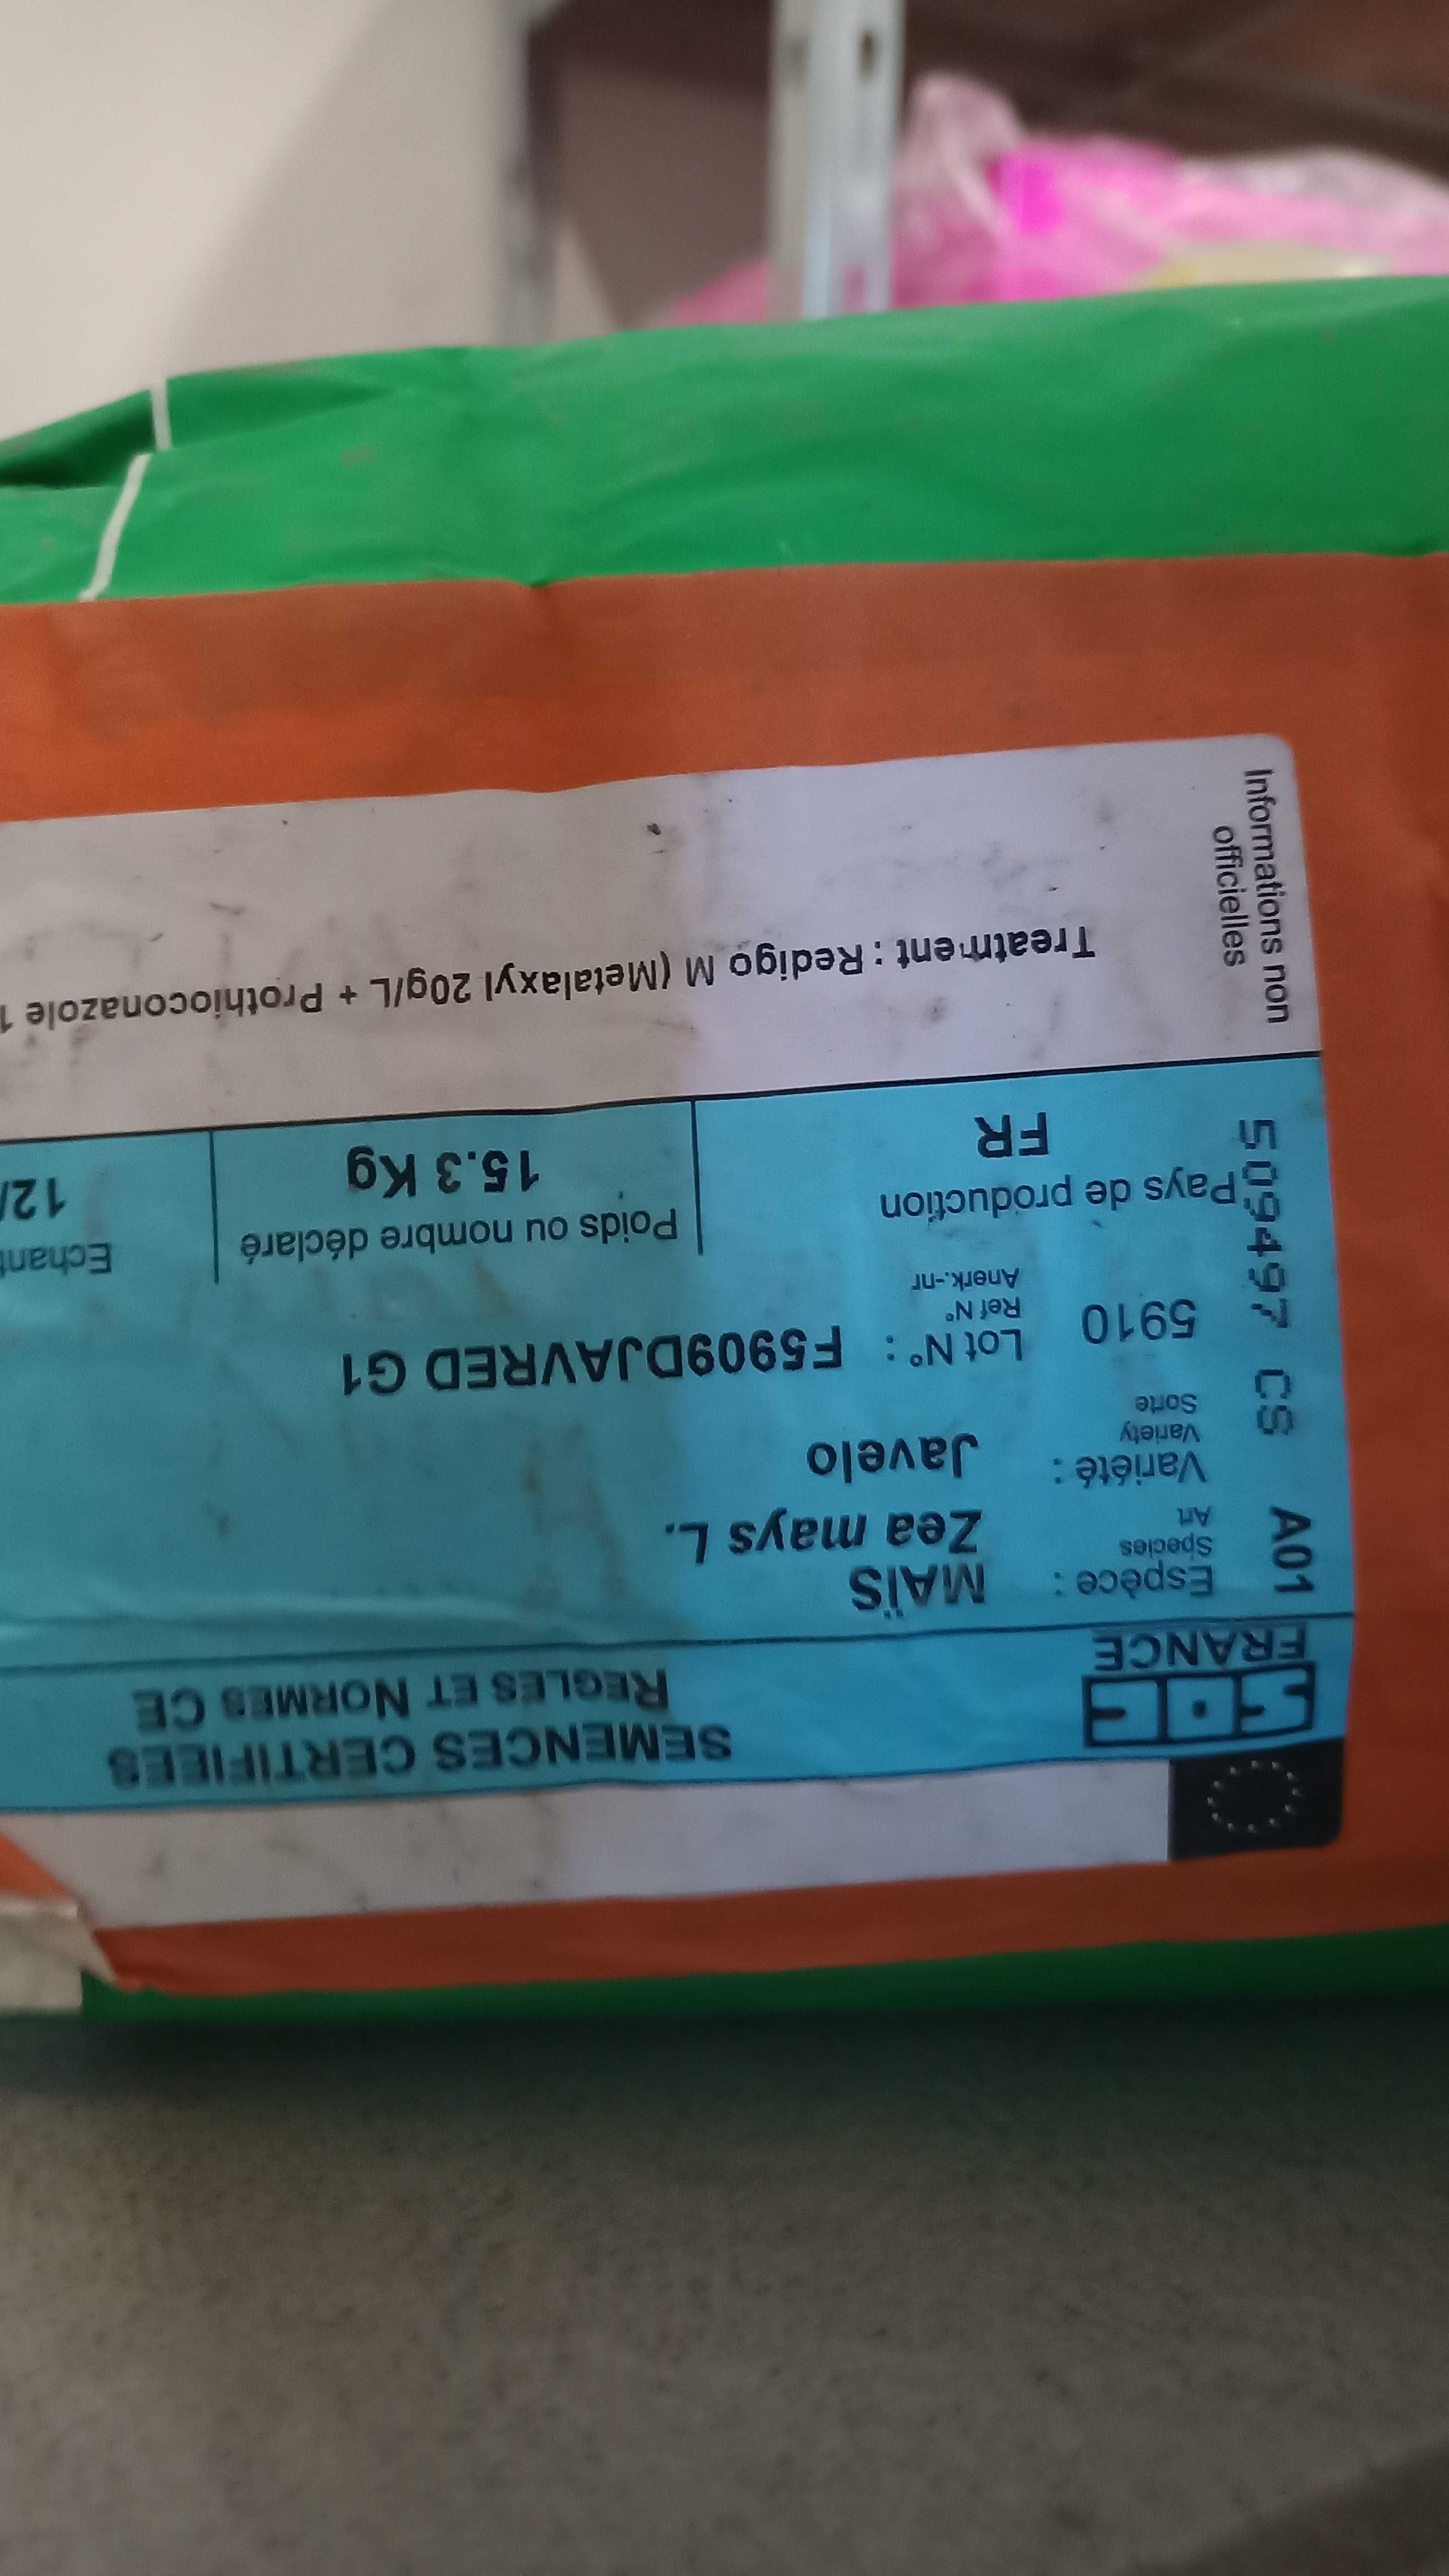 SEMENCES CERTIFIEES
REGLES ET NORMES CE
SOC
FRANCE
A01 CS 509497
Espèce : MAÏS
Species
Art
Zea mays L.
Variété : Javelo
Variety
Sorte
5910 Lot N° : F5909DJAVRED G1
Ref N°
Anerk.-nr
Pays de production
FR
Poids ou nombre déclaré
15.3 Kg
12/
Informations non
officielles
Treatment : Redigo M (Metalaxyl 20g/L + Prothioconazole